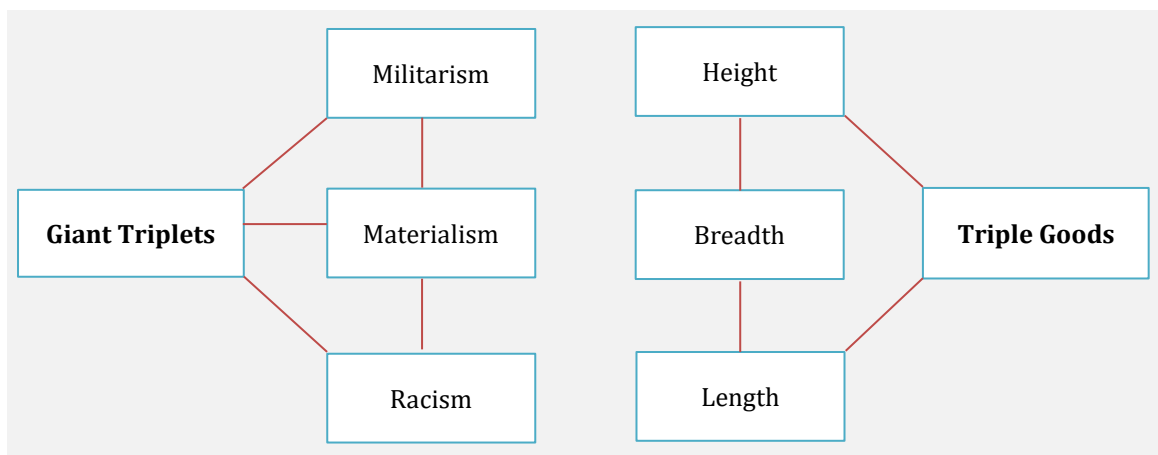 Militarism
Height
Giant Triplets
Materialism
Breadth
Triple Goods
Racism
Length